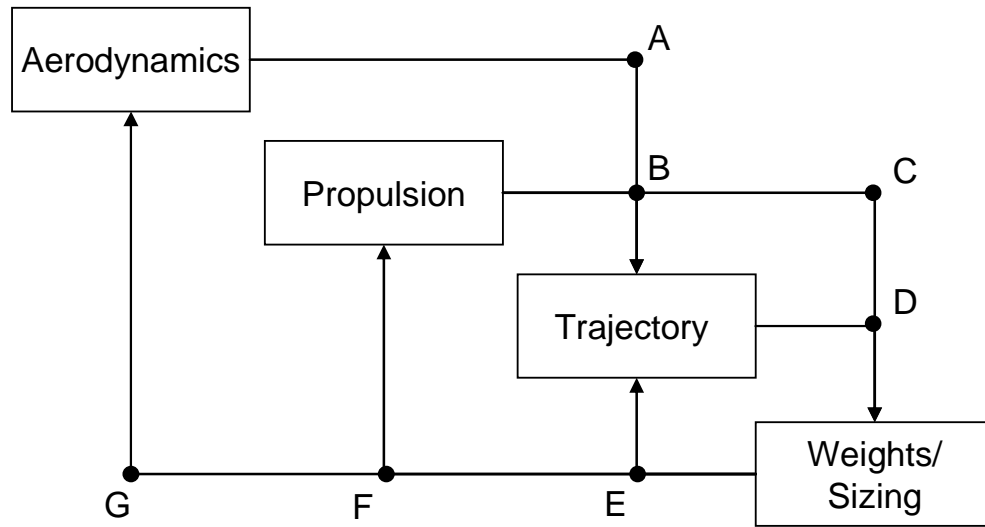 Aerodynamics
A
Propulsion
B
C
Trajectory
D
Weights/
Sizing
G
F
E